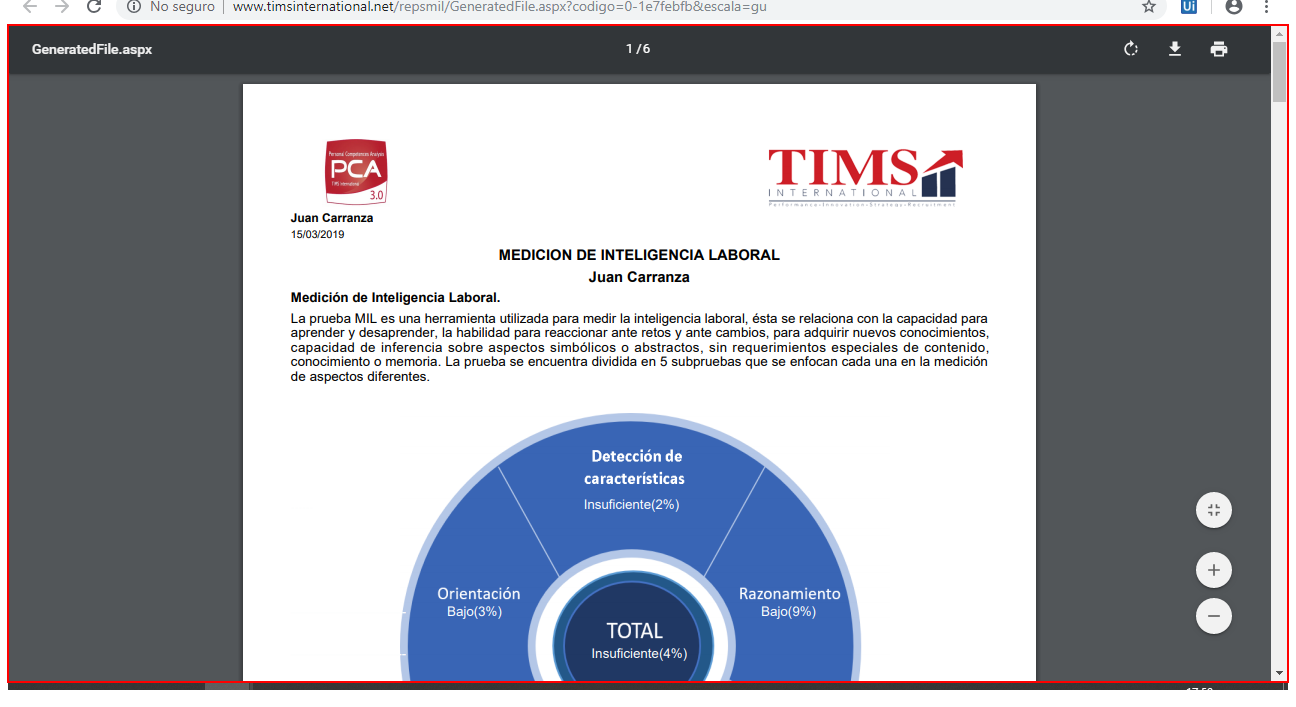 No seguro | www.timsinternational.net/repsmil/GeneratedFile.aspx?codigo=0-1e7febfb&escala=gu
Ui
GeneratedFile.aspx
1 / 6
Personal Competences Analysis
PCA
TIMS International
3.0
TIMS
INTERNATIONAL
Performance-Innovation-Strategy-Recruitment
Juan Carranza
15/03/2019
MEDICION DE INTELIGENCIA LABORAL
Juan Carranza
Medición de Inteligencia Laboral.
La prueba MIL es una herramienta utilizada para medir la inteligencia laboral, ésta se relaciona con la capacidad para
aprender y desaprender, la habilidad para reaccionar ante retos y ante cambios, para adquirir nuevos conocimientos,
capacidad de inferencia sobre aspectos simbólicos o abstractos, sin requerimientos especiales de contenido,
conocimiento o memoria. La prueba se encuentra dividida en 5 subpruebas que se enfocan cada una en la medición
de aspectos diferentes.
Detección de
características
Insuficiente(2%)
Orientación
Bajo(3%)
Razonamiento
Bajo(9%)
TOTAL
Insuficiente(4%)